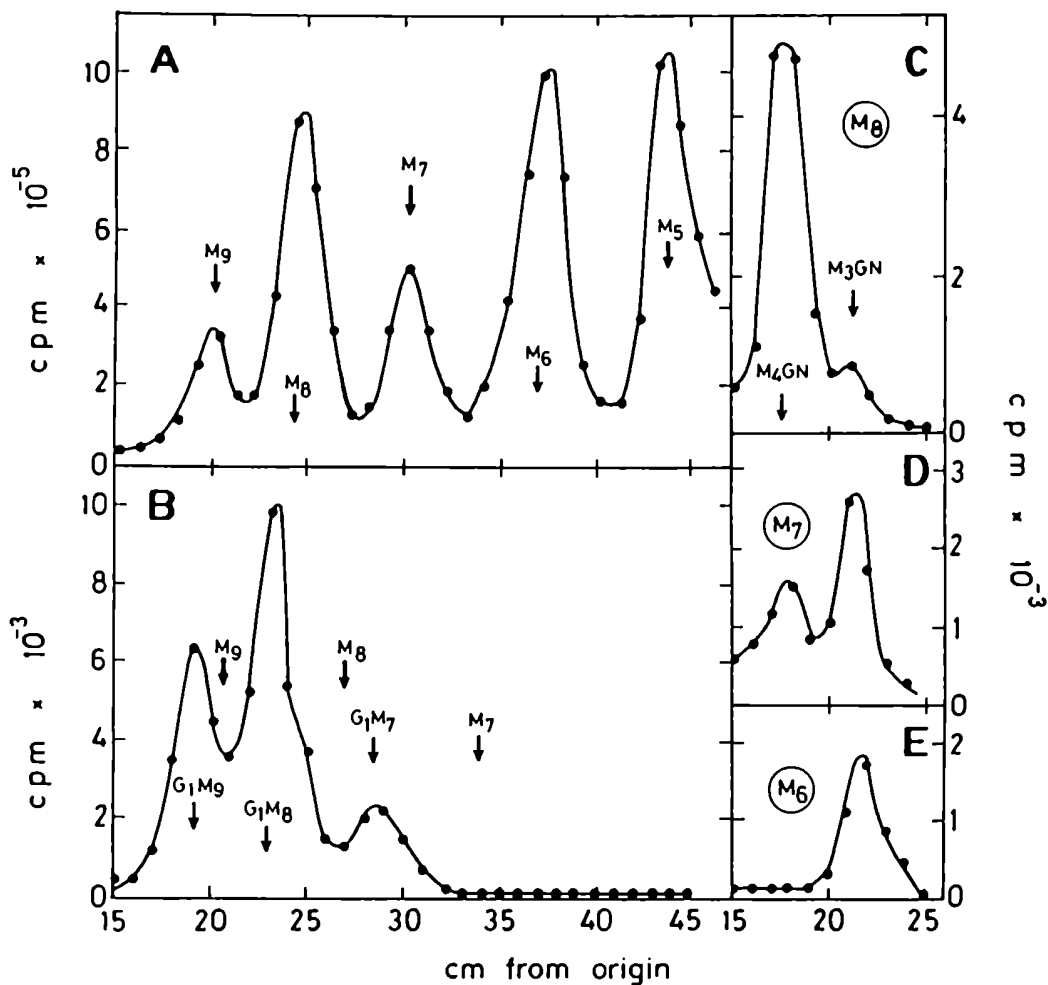 A
10
8
6
4
2
0
cpm × 10⁻⁵
M₉
M₈
M₇
M₆
M₅
B
10
8
6
4
2
0
cpm × 10⁻³
M₉
M₈
M₇
G₁M₉
G₁M₈
G₁M₇
15 20 25 30 35 40 45
C
M₈
M₃GN
M₄GN
4
2
0
D
M₇
3
2
1
0
E
M₆
2
1
0
cpm × 10⁻³
15 20 25
cm from origin